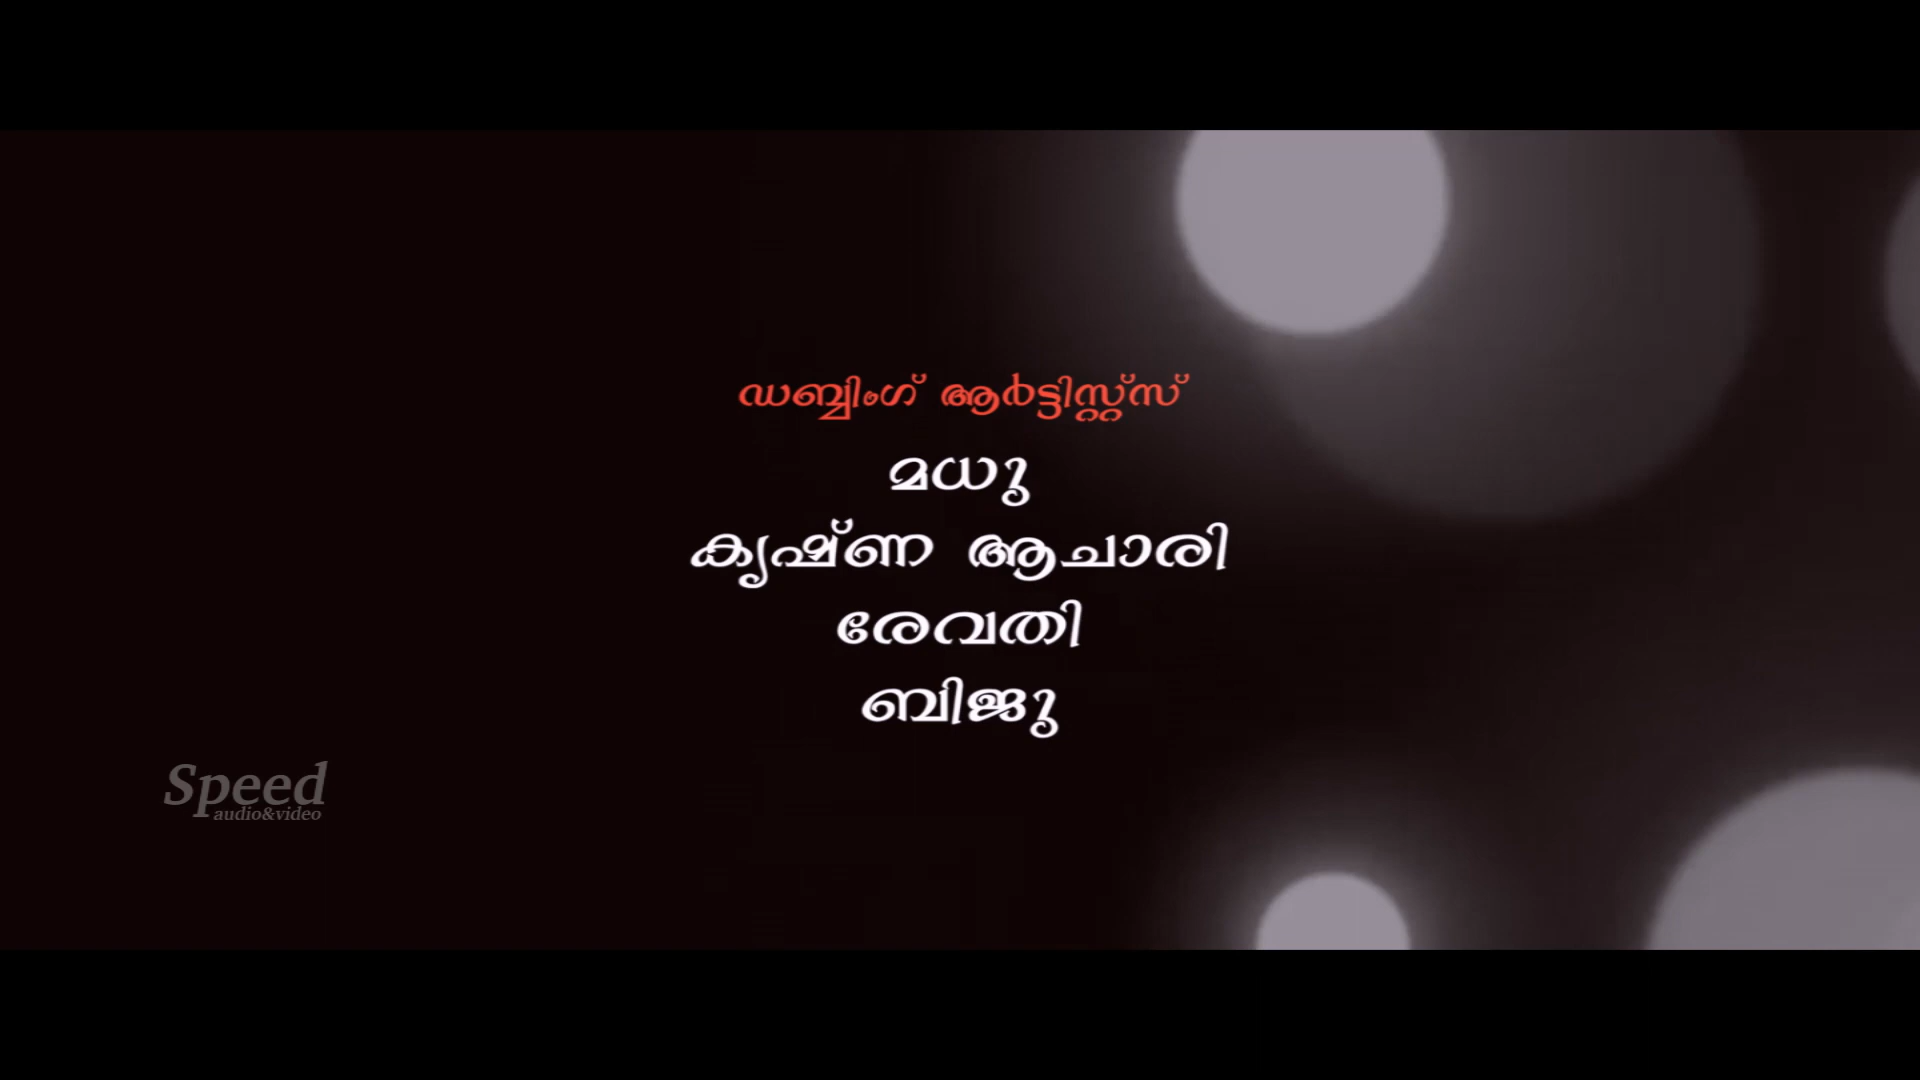 ഡബ്ബിംഗ് ആർട്ടിസ്റ്റ്സ്
മധു
കൃഷ്ണ ആചാരി
രേവതി
ബിജു
Speed
audio&video